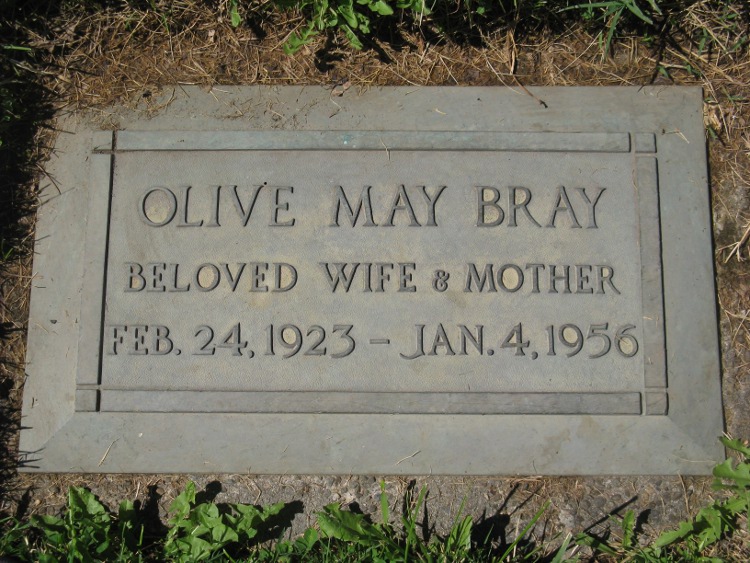 OLIVE MAY BRAY
BELOVED WIFE & MOTHER
FEB. 24, 1923 – JAN. 4, 1956